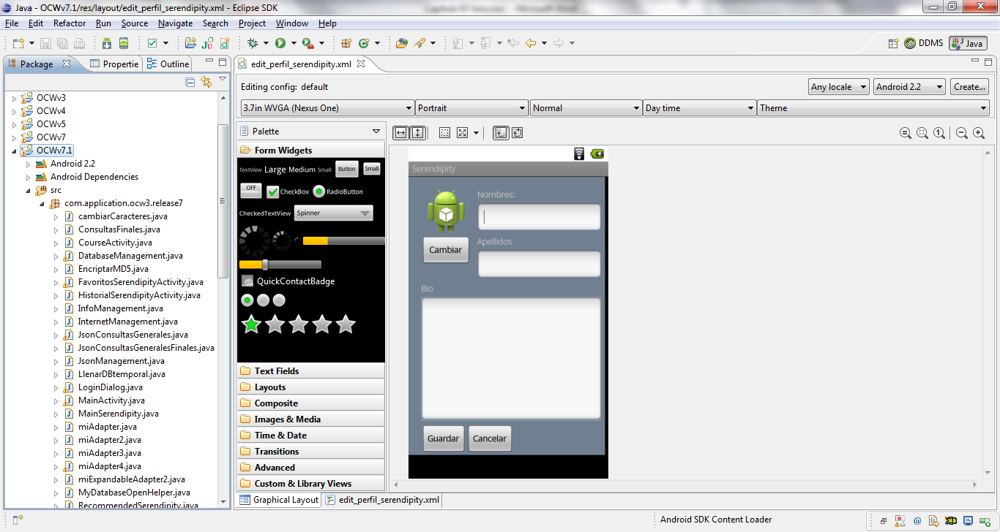 Java - OCWv7.1/res/layout/edit_perfil_serendipity.xml - Eclipse SDK
File Edit Refactor Run Source Navigate Search Project Window Help
DDMS Java
Package Propertie Outline
edit_perfil_serendipity.xml
Editing config: default
Any locale Android 2.2 Create...
3.7in WVGA (Nexus One) Portrait Normal Day time Theme
OCWv3
OCWv4
OCWv5
OCWv7
OCWv7.1
Android 2.2
Android Dependencies
src
com.application.ocw3.release7
cambiarCaracteres.java
ConsultasFinales.java
CourseActivity.java
DatabaseManagement.java
EncriptarMD5.java
FavoritosSerendipityActivity.java
HistorialSerendipityActivity.java
InfoManagement.java
InternetManagement.java
JsonConsultasGenerales.java
JsonConsultasGeneralesFinales.java
JsonManagement.java
LlenarDBtemporal.java
LoginDialog.java
MainActivity.java
MainSerendipity.java
miAdapter.java
miAdapter2.java
miAdapter3.java
miAdapter4.java
miExpandableAdapter2.java
MyDatabaseOpenHelper.java
RecommendedSerendipity.java
Palette
Form Widgets
TextView Large Medium Small Button Small
OFF CheckBox RadioButton
CheckedTextView Spinner
QuickContactBadge
Text Fields
Layouts
Composite
Images & Media
Time & Date
Transitions
Advanced
Custom & Library Views
Serendipity
Nombres:
Cambiar
Apellidos
Bio
Guardar Cancelar
Graphical Layout edit_perfil_serendipity.xml
Android SDK Content Loader